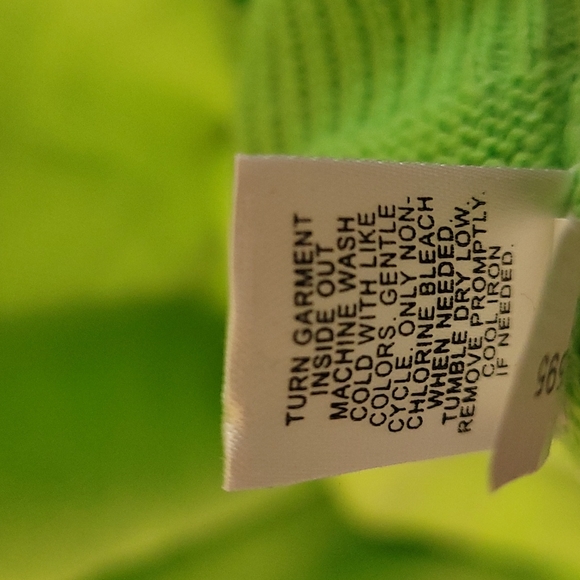 TURN GARMENT
INSIDE OUT
MACHINE WASH
COLD WITH LIKE
COLORS. GENTLE
CYCLE. ONLY NON-
CHLORINE BLEACH
WHEN NEEDED.
TUMBLE DRY LOW.
REMOVE PROMPTLY.
COOL IRON
IF NEEDED.